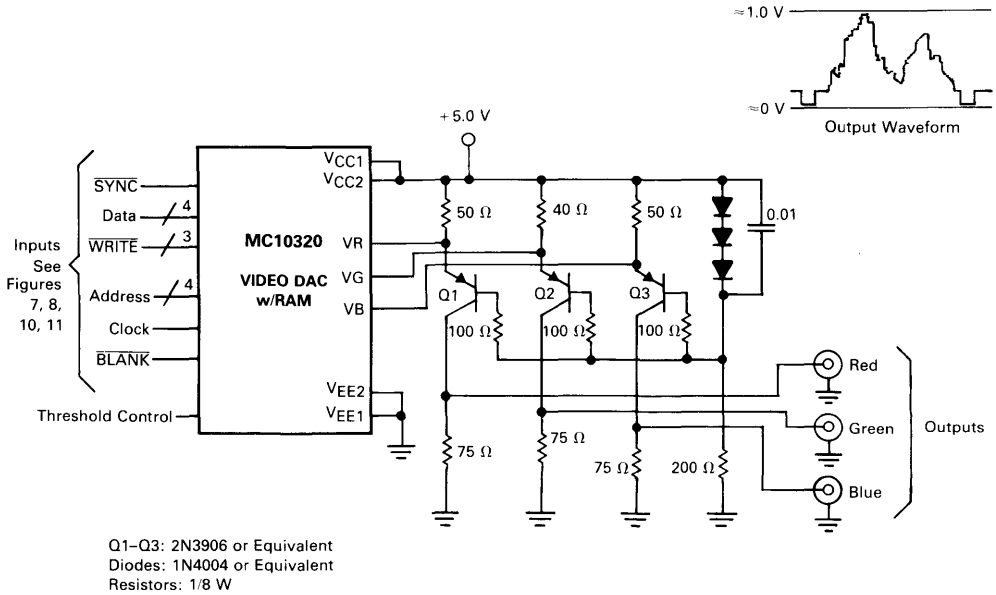 ≈1.0 V
≈0 V
Output Waveform
+5.0 V
Inputs
See
Figures
7, 8,
10, 11
SYNC
Data
4
WRITE
3
Address
4
Clock
BLANK
Threshold Control
MC10320
VIDEO DAC
w/RAM
VCC1
VCC2
VR
VG
VB
VEE2
VEE1
50 Ω
40 Ω
50 Ω
0.01
Q1
Q2
Q3
100 Ω
100 Ω
100 Ω
75 Ω
75 Ω
75 Ω
200 Ω
Red
Green
Blue
Outputs
Q1–Q3: 2N3906 or Equivalent
Diodes: 1N4004 or Equivalent
Resistors: 1/8 W